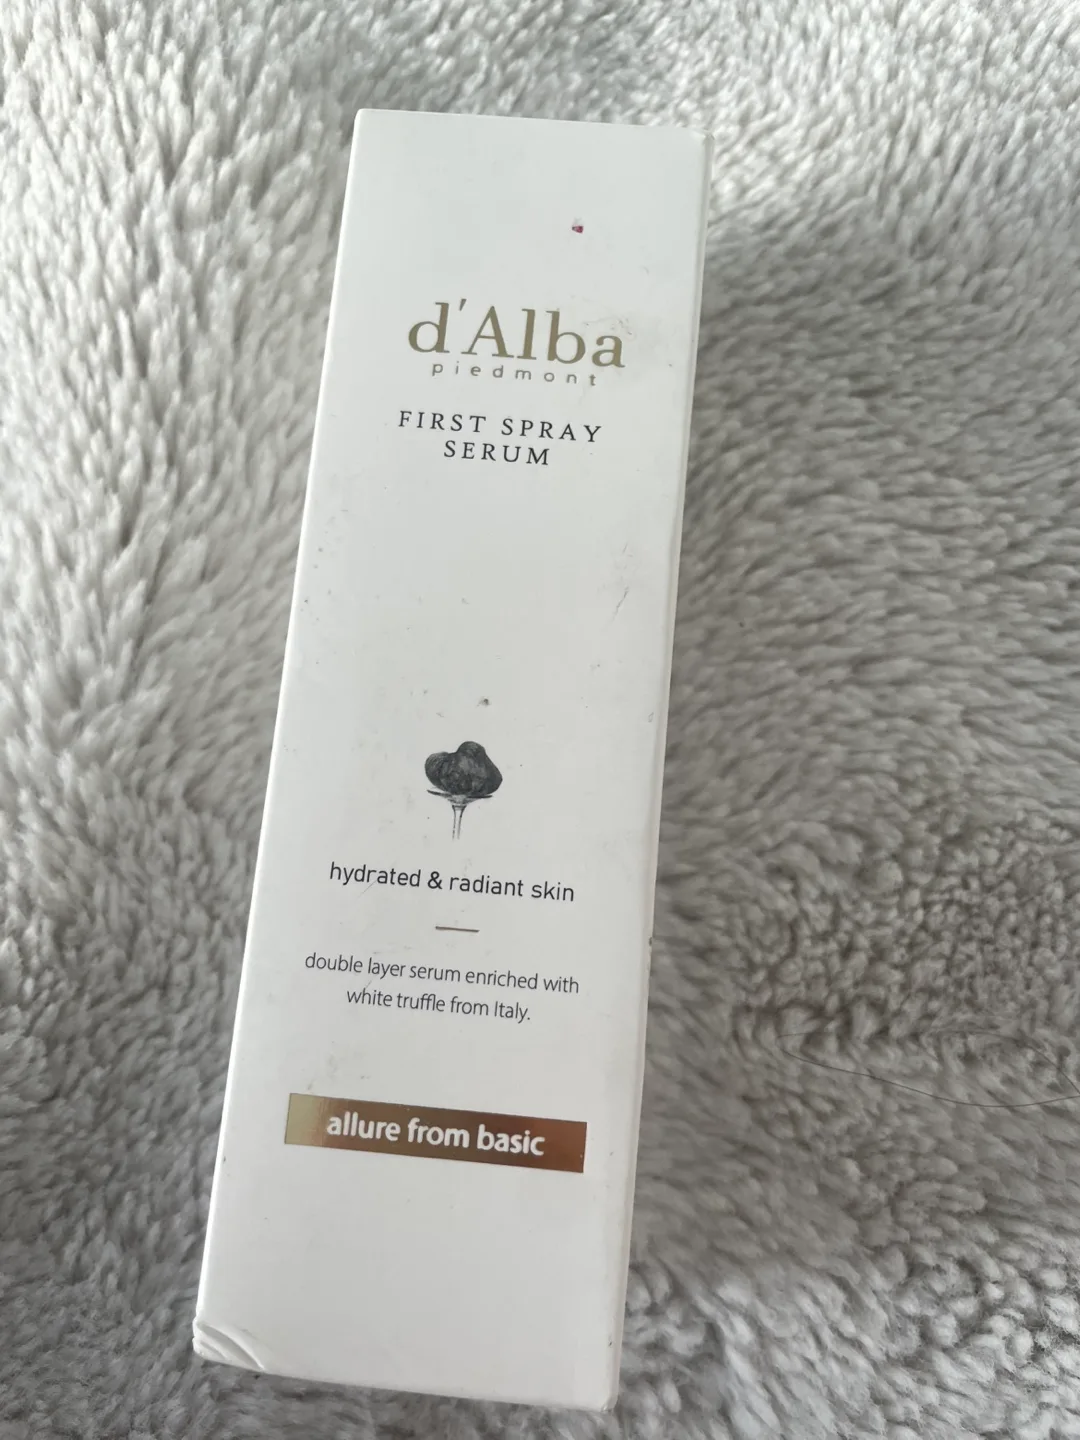 d'Alba
piedmont
FIRST SPRAY
SERUM
hydrated & radiant skin
double layer serum enriched with
white truffle from Italy.
allure from basic